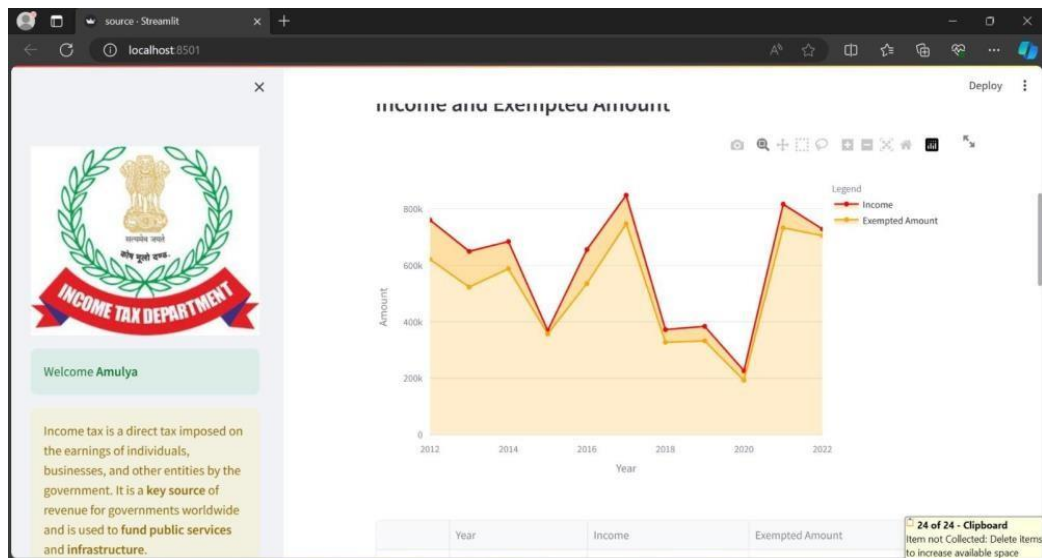 source - Streamlit
localhost:8501
Deploy
Income and Exempted Amount
सत्यमेव जयते
कोष मूलो दण्डः
INCOME TAX DEPARTMENT
Welcome Amulya
Income tax is a direct tax imposed on
the earnings of individuals,
businesses, and other entities by the
government. It is a key source of
revenue for governments worldwide
and is used to fund public services
and infrastructure.
Legend
Income
Exempted Amount
Amount
800k
600k
400k
200k
0
2012
2014
2016
2018
2020
2022
Year
Year
Income
Exempted Amount
24 of 24 - Clipboard
Item not Collected: Delete items
to increase available space